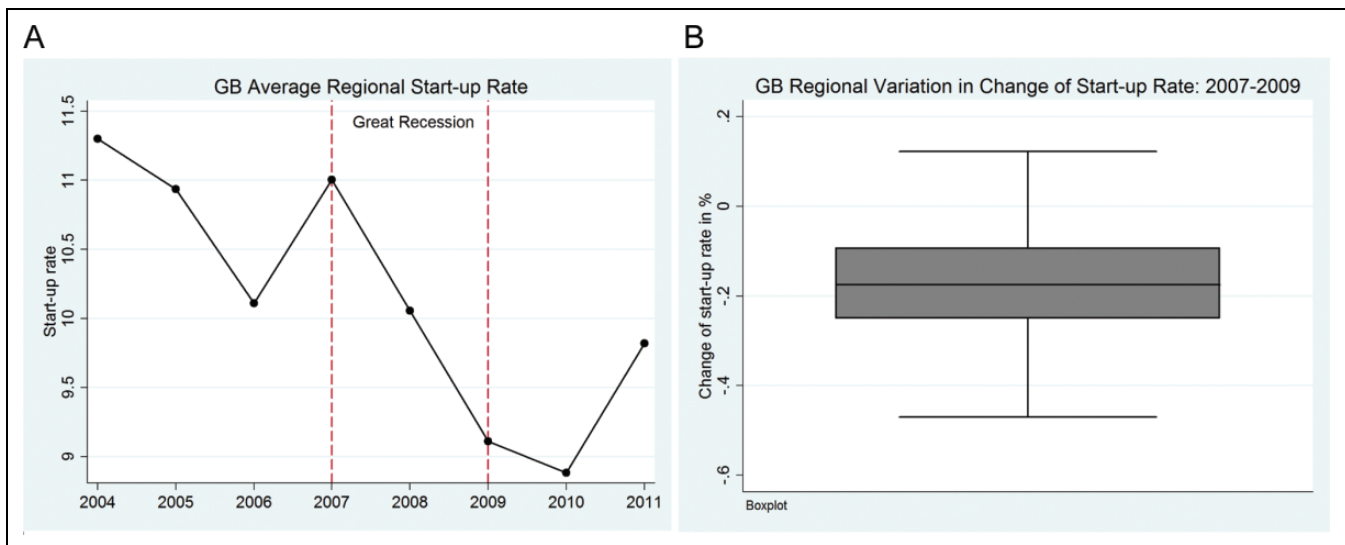 A
GB Average Regional Start-up Rate
Great Recession
Start-up rate
11.5
11
10.5
10
9.5
9
2004 2005 2006 2007 2008 2009 2010 2011
B
GB Regional Variation in Change of Start-up Rate: 2007-2009
Change of start-up rate in %
.2
0
-.2
-.4
-.6
Boxplot